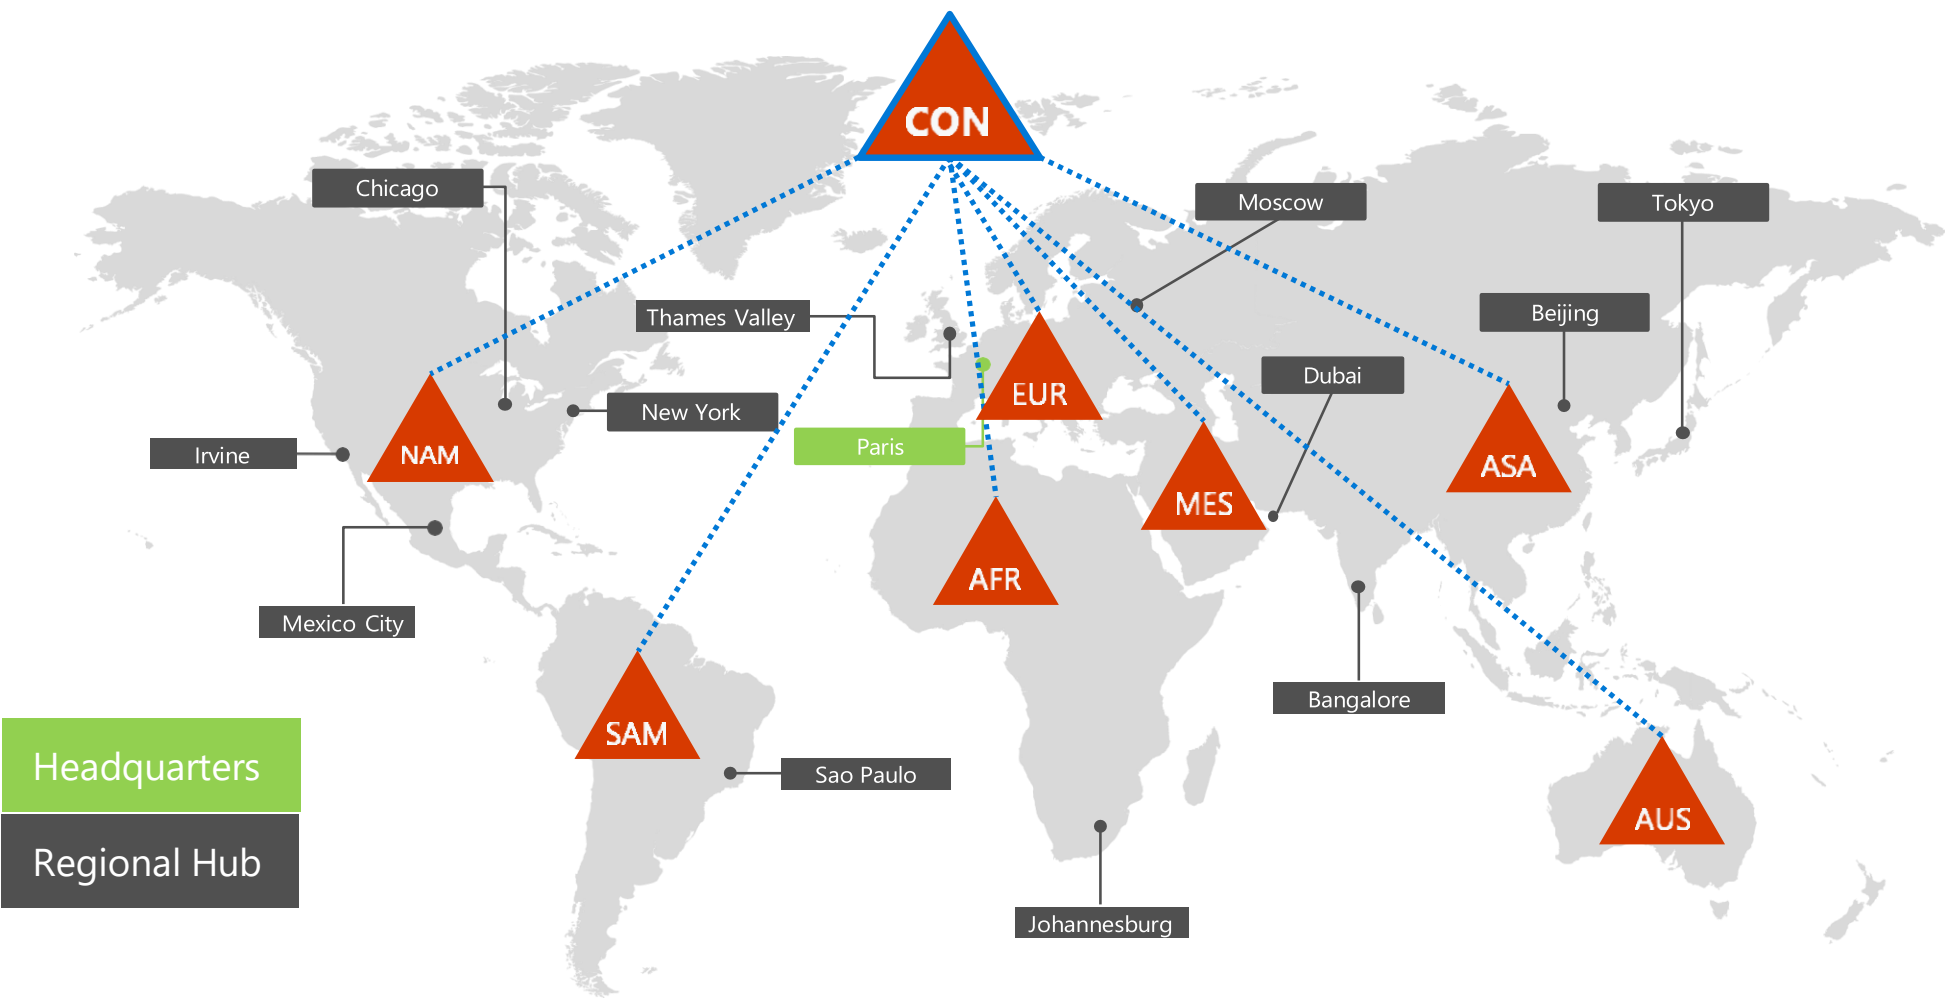 CON
Chicago
Moscow
Tokyo
Thames Valley
Beijing
Dubai
EUR
New York
Paris
NAM
Irvine
ASA
MES
AFR
Mexico City
Bangalore
SAM
Headquarters
Sao Paulo
AUS
Regional Hub
Johannesburg